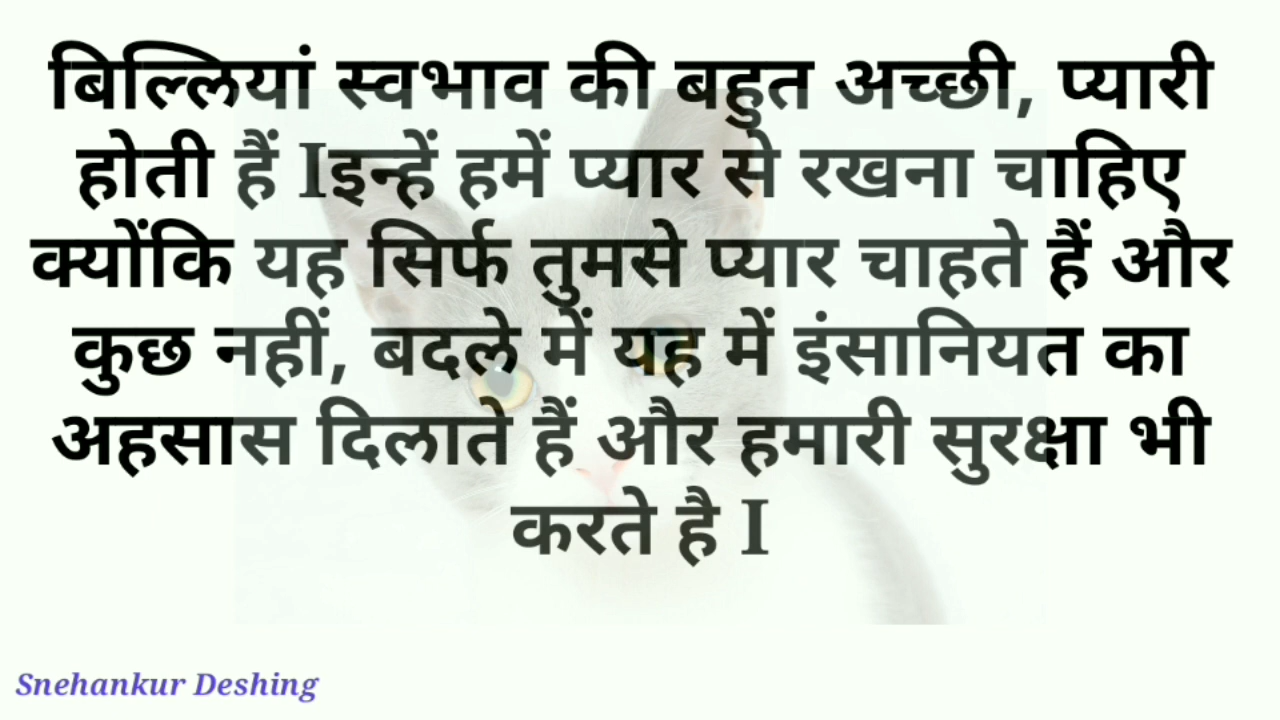 बिल्लियां स्वभाव की बहुत अच्छी, प्यारी
होती हैं Iइन्हें हमें प्यार से रखना चाहिए
क्योंकि यह सिर्फ तुमसे प्यार चाहते हैं और
कुछ नहीं, बदले में यह में इंसानियत का
अहसास दिलाते हैं और हमारी सुरक्षा भी
करते है I
Snehankur Deshing